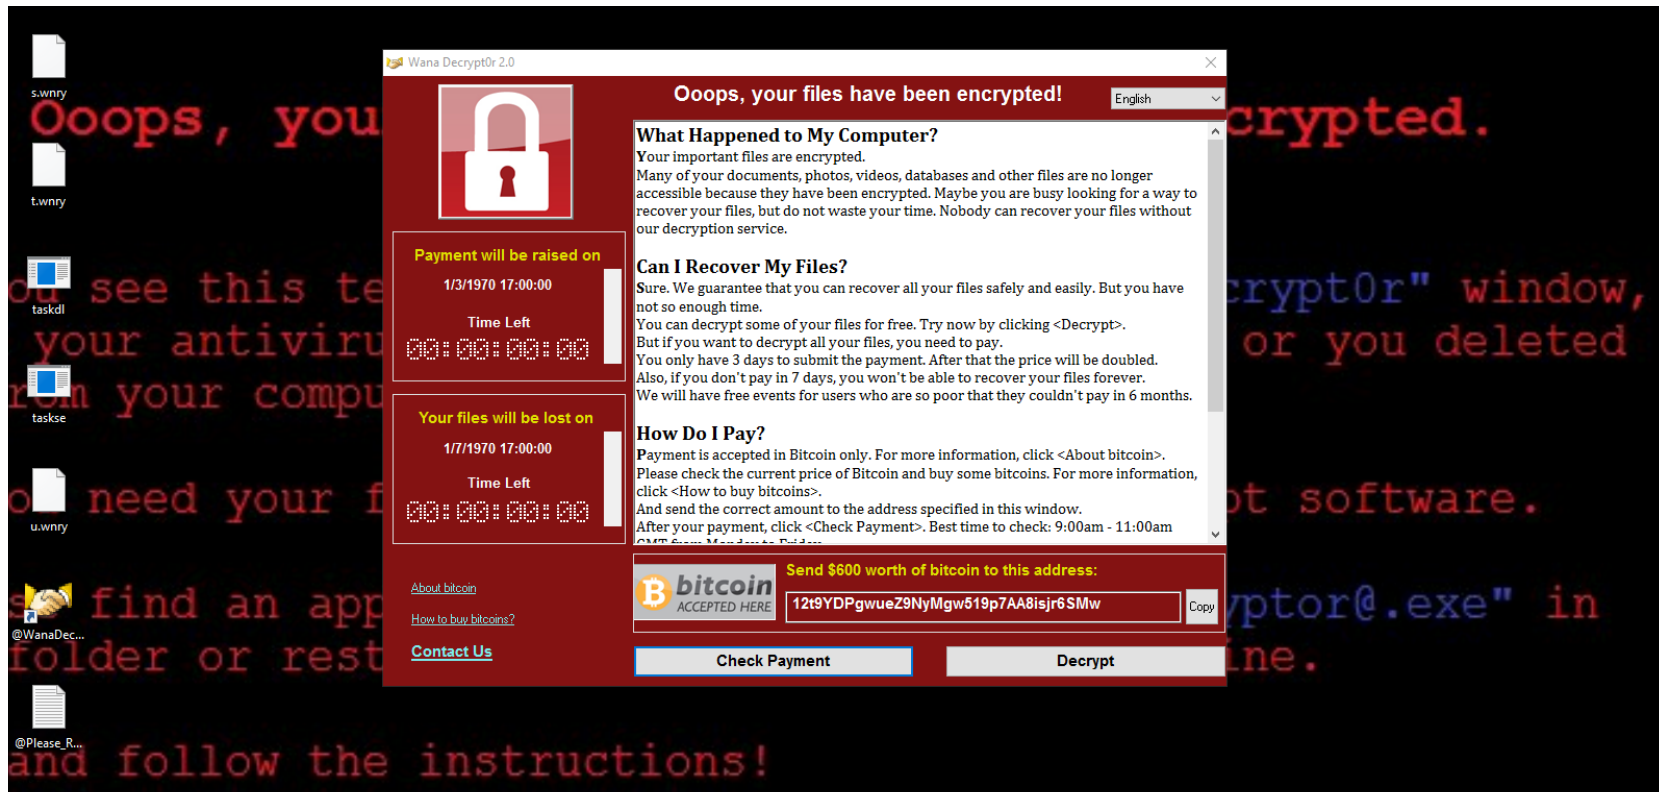 s.wnry
t.wnry
taskdl
taskse
u.wnry
@WanaDec...
@Please_R...
Ooops, you
crypted.
see this te
crypt0r" window,
your antiviru
or you deleted
your compu
need your f
software.
find an app
yptor@.exe" in
folder or rest
ine.
and follow the instructions!
Wana Decrypt0r 2.0
Ooops, your files have been encrypted!
English
Payment will be raised on
1/3/1970 17:00:00
Time Left
00:00:00:00
Your files will be lost on
1/7/1970 17:00:00
Time Left
00:00:00:00
About bitcoin
How to buy bitcoins?
Contact Us
What Happened to My Computer?
Your important files are encrypted.
Many of your documents, photos, videos, databases and other files are no longer
accessible because they have been encrypted. Maybe you are busy looking for a way to
recover your files, but do not waste your time. Nobody can recover your files without
our decryption service.
Can I Recover My Files?
Sure. We guarantee that you can recover all your files safely and easily. But you have
not so enough time.
You can decrypt some of your files for free. Try now by clicking <Decrypt>.
But if you want to decrypt all your files, you need to pay.
You only have 3 days to submit the payment. After that the price will be doubled.
Also, if you don't pay in 7 days, you won't be able to recover your files forever.
We will have free events for users who are so poor that they couldn't pay in 6 months.
How Do I Pay?
Payment is accepted in Bitcoin only. For more information, click <About bitcoin>.
Please check the current price of Bitcoin and buy some bitcoins. For more information,
click <How to buy bitcoins>.
And send the correct amount to the address specified in this window.
After your payment, click <Check Payment>. Best time to check: 9:00am - 11:00am
GMT from Monday to Friday.
bitcoin
ACCEPTED HERE
Send $600 worth of bitcoin to this address:
12t9YDPgwueZ9NyMgw519p7AA8isjr6SMw
Copy
Check Payment
Decrypt